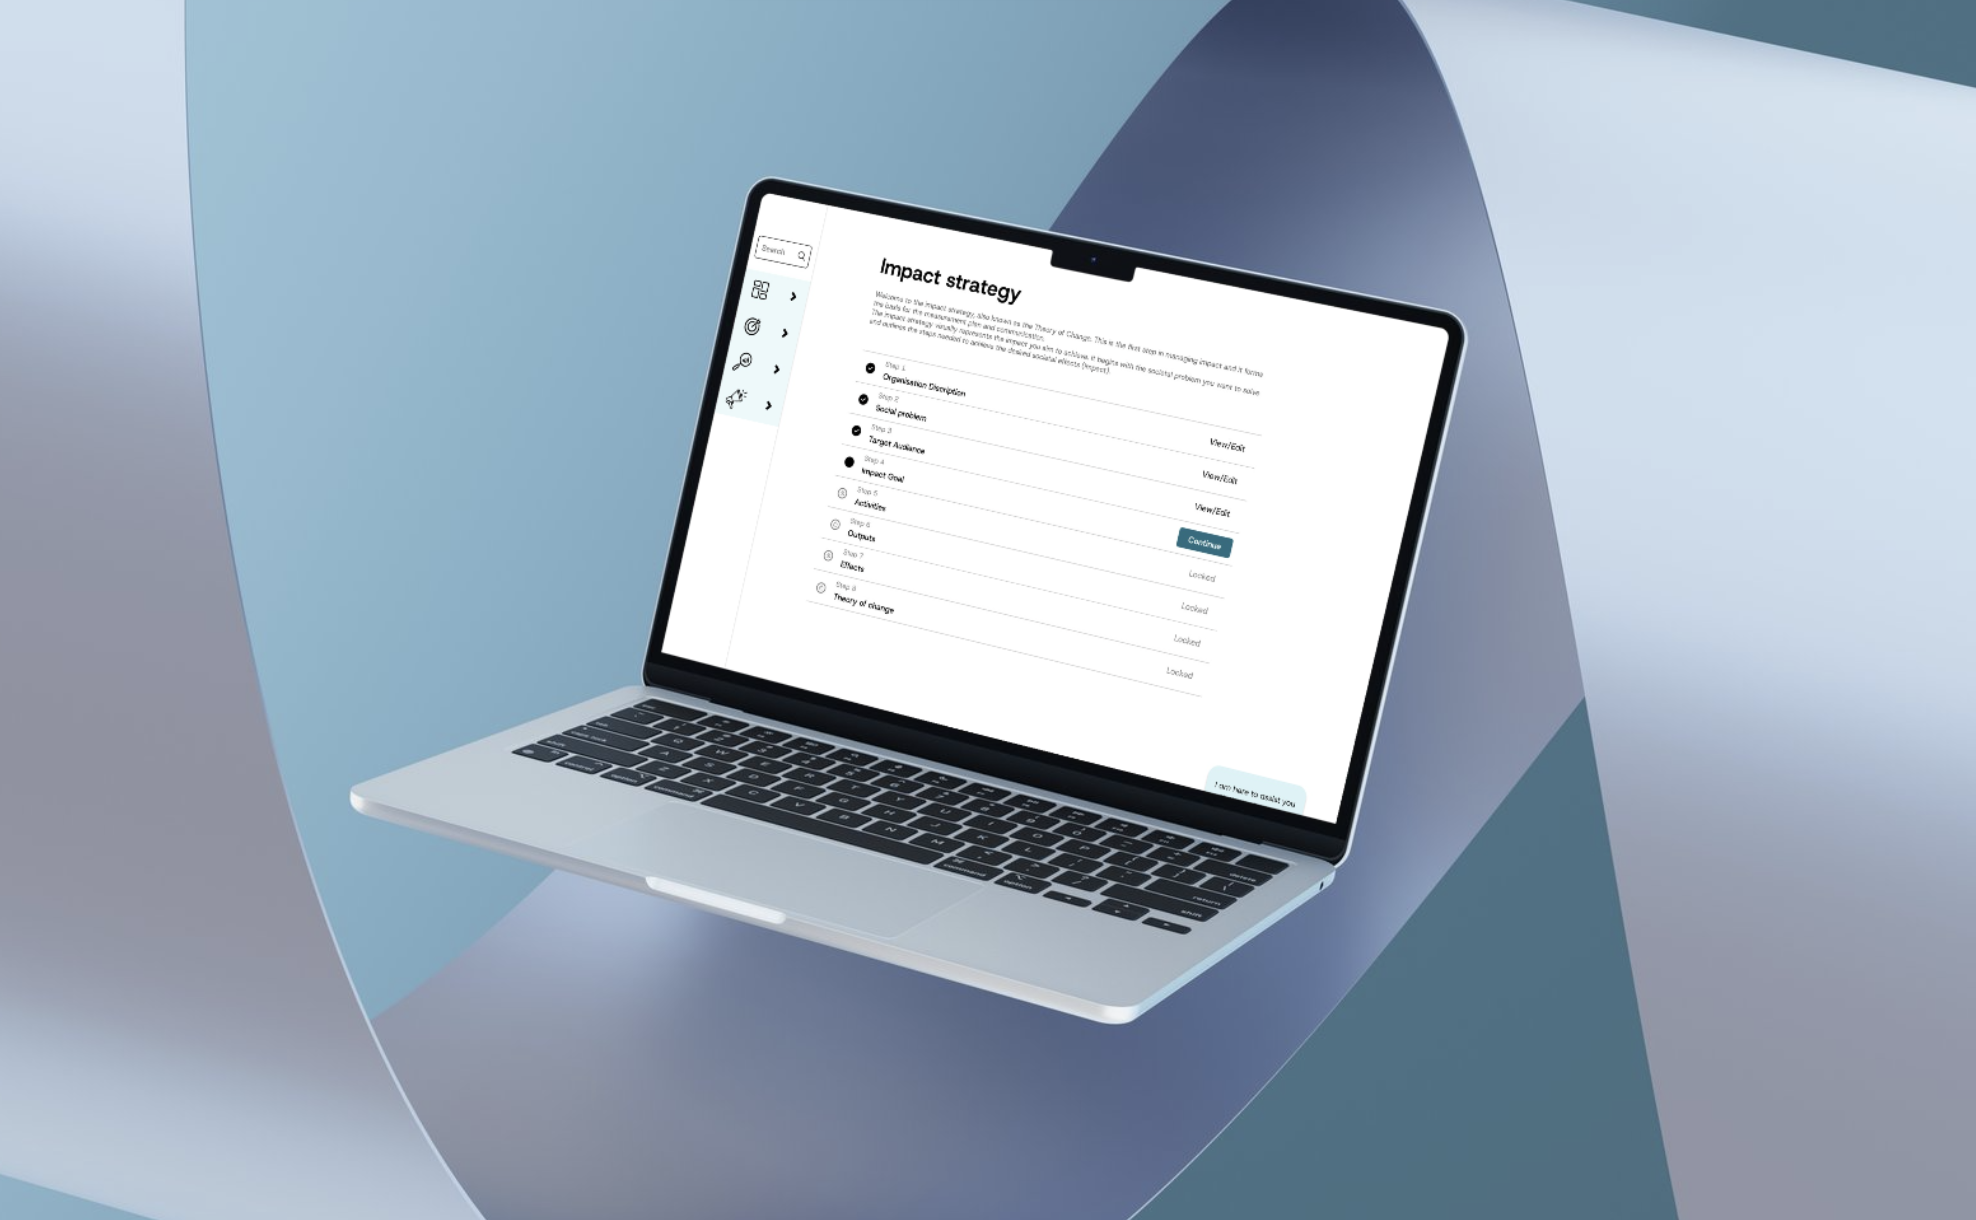 Search
Impact strategy
Welcome to the impact strategy, also known as the Theory of Change. This is the first step in managing impact and it forms
the basis for the measurement plan and communication.
The impact strategy visually represents the impact you aim to achieve. It begins with the societal problem you want to solve
and outlines the steps needed to achieve the desired societal effects (impact).
Step 1
Organisation Discription
View/Edit
Step 2
Social problem
View/Edit
Step 3
Target Audience
View/Edit
Step 4
Impact Goal
Continue
Step 5
Activities
Locked
Step 6
Outputs
Locked
Step 7
Effects
Locked
Step 8
Theory of change
Locked
I am here to assist you